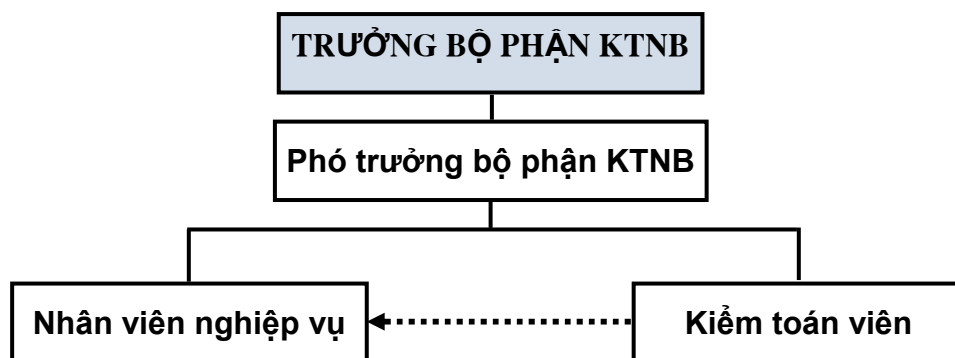 TRƯỞNG BỘ PHẬN KTNB
Phó trưởng bộ phận KTNB
Nhân viên nghiệp vụ
Kiểm toán viên